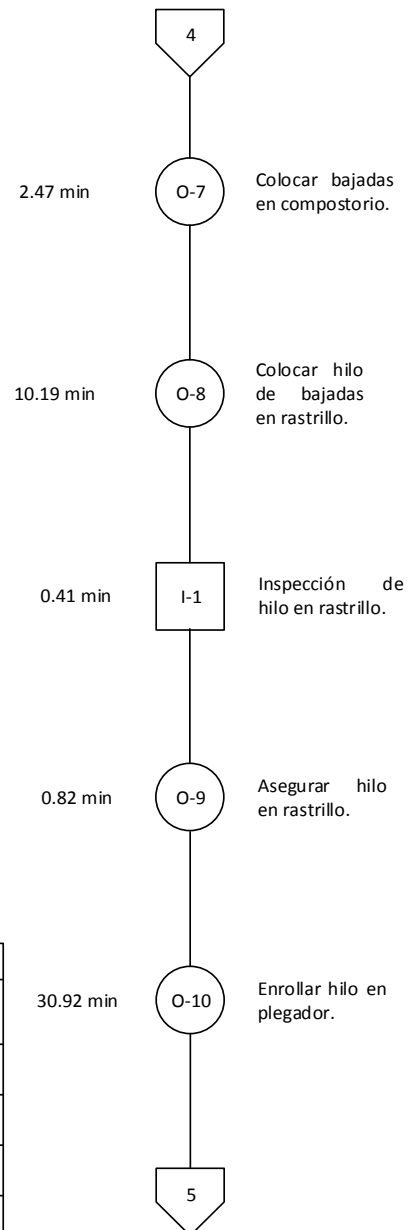 4
2.47 min
O-7
Colocar bajadas
en compostorio.
10.19 min
O-8
Colocar hilo
de bajadas
en rastrillo.
0.41 min
I-1
Inspección de
hilo en rastrillo.
0.82 min
O-9
Asegurar hilo
en rastrillo.
30.92 min
O-10
Enrollar hilo en
plegador.
5